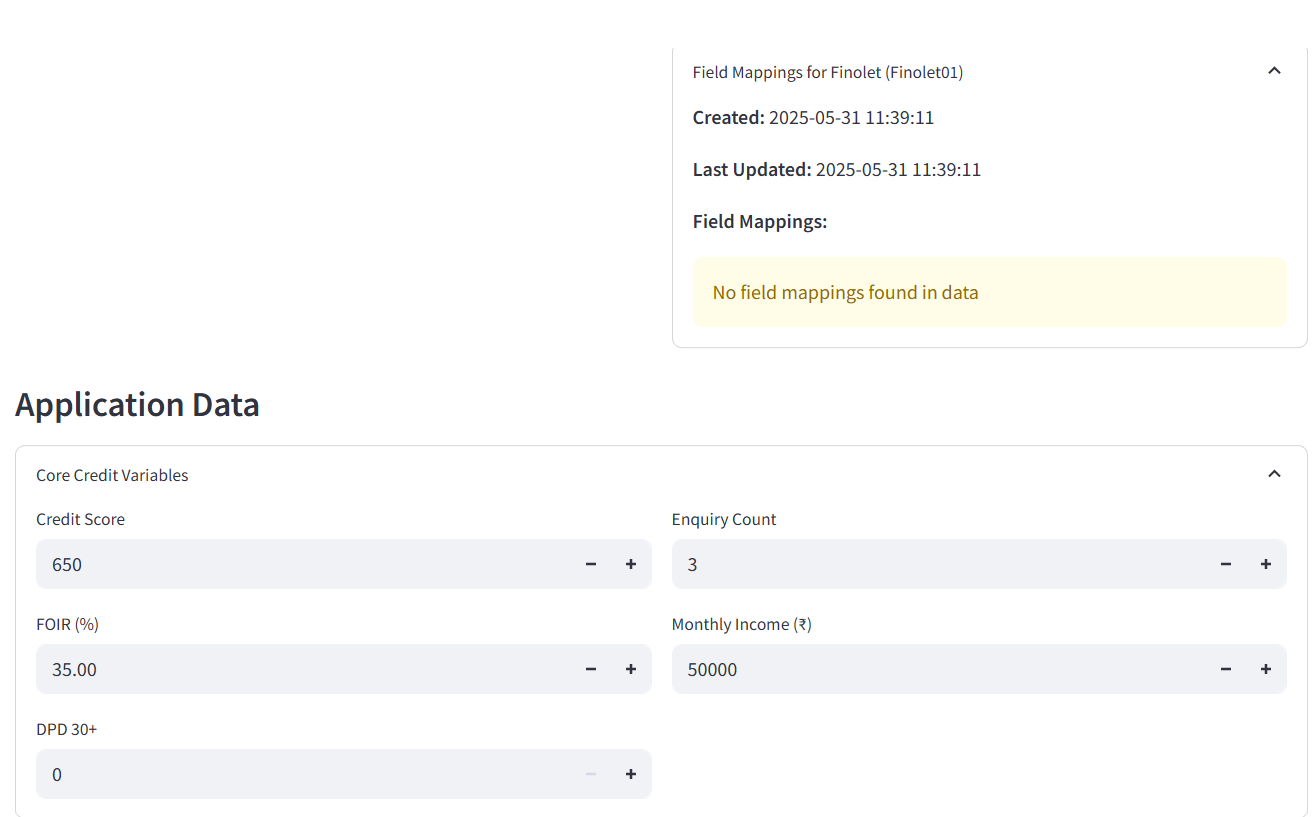 Field Mappings for Finolet (Finolet01)
Created: 2025-05-31 11:39:11
Last Updated: 2025-05-31 11:39:11
Field Mappings:
No field mappings found in data
Application Data
Core Credit Variables
Credit Score
Enquiry Count
650
3
FOIR (%)
Monthly Income (₹)
35.00
50000
DPD 30+
0